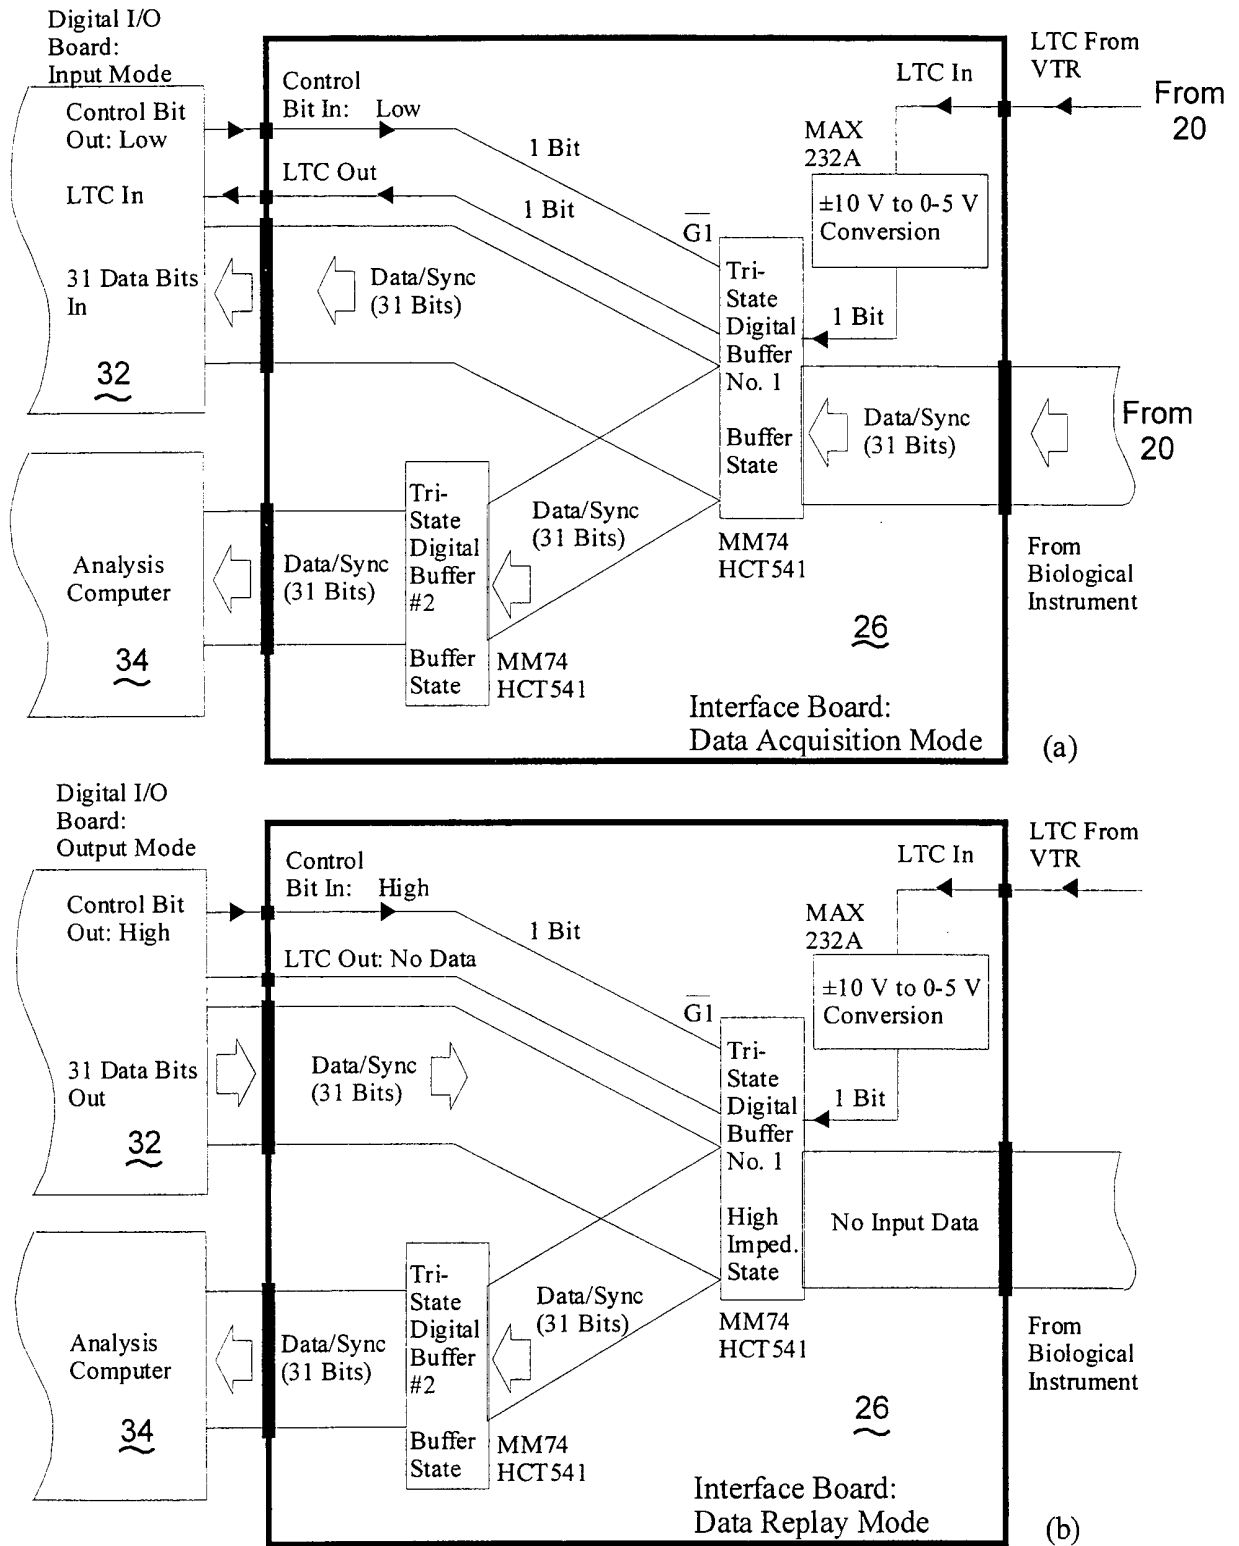 Digital I/O
Board:
Input Mode
Control Bit
Out: Low
LTC In
31 Data Bits
In
32
Analysis
Computer
34
Control
Bit In: Low
LTC Out
1 Bit
1 Bit
Data/Sync
(31 Bits)
G1
LTC In
LTC From
VTR
From
20
MAX
232A
±10 V to 0-5 V
Conversion
1 Bit
Tri-
State
Digital
Buffer
No. 1
Buffer
State
MM74
HCT541
Data/Sync
(31 Bits)
From
20
From
Biological
Instrument
Data/Sync
(31 Bits)
Tri-
State
Digital
Buffer
#2
Buffer
State
MM74
HCT541
Data/Sync
(31 Bits)
26
Interface Board:
Data Acquisition Mode
(a)
Digital I/O
Board:
Output Mode
Control Bit
Out: High
31 Data Bits
Out
32
Analysis
Computer
34
Control
Bit In: High
LTC Out: No Data
1 Bit
Data/Sync
(31 Bits)
G1
LTC In
LTC From
VTR
MAX
232A
±10 V to 0-5 V
Conversion
1 Bit
Tri-
State
Digital
Buffer
No. 1
High
Imped.
State
MM74
HCT541
No Input Data
From
Biological
Instrument
Data/Sync
(31 Bits)
Tri-
State
Digital
Buffer
#2
Buffer
State
MM74
HCT541
Data/Sync
(31 Bits)
26
Interface Board:
Data Replay Mode
(b)